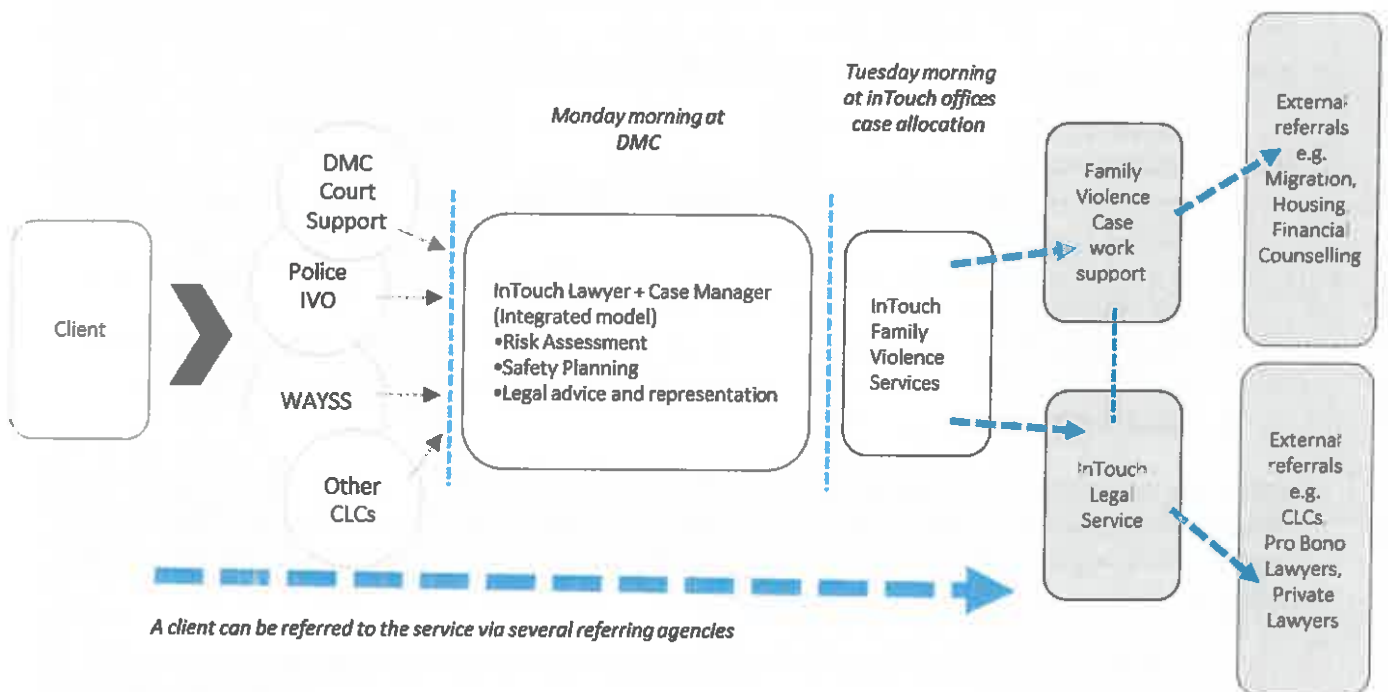 Client
DMC
Court
Support
Police
IVO
WAYSS
Other
CLCs
Monday morning at
DMC
InTouch Lawyer + Case Manager
(Integrated model)
•Risk Assessment
•Safety Planning
•Legal advice and representation
Tuesday morning
at inTouch offices
case allocation
InTouch
Family
Violence
Services
Family
Violence
Case
work
support
InTouch
Legal
Service
External
referrals
e.g.
Migration,
Housing
Financial
Counselling
External
referrals
e.g.
CLCs
Pro Bono
Lawyers,
Private
Lawyers
A client can be referred to the service via several referring agencies